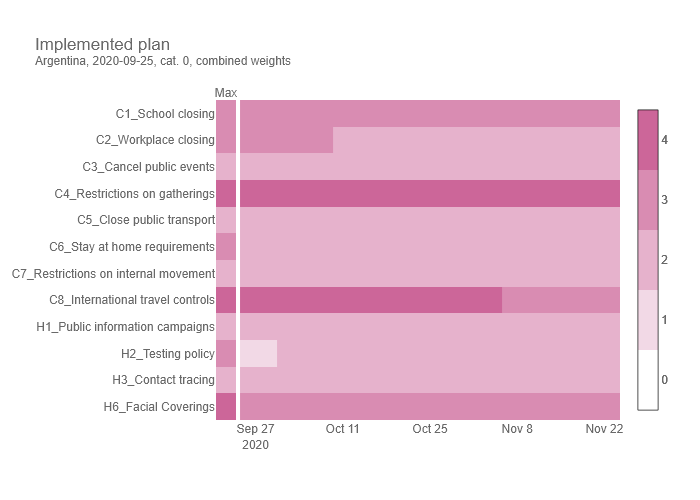 Implemented plan
Argentina, 2020-09-25, cat. 0, combined weights
Max
C1_School closing
C2_Workplace closing
C3_Cancel public events
C4_Restrictions on gatherings
C5_Close public transport
C6_Stay at home requirements
C7_Restrictions on internal movement
C8_International travel controls
H1_Public information campaigns
H2_Testing policy
H3_Contact tracing
H6_Facial Coverings
Sep 27 Oct 11 Oct 25 Nov 8 Nov 22
2020
4
3
2
1
0